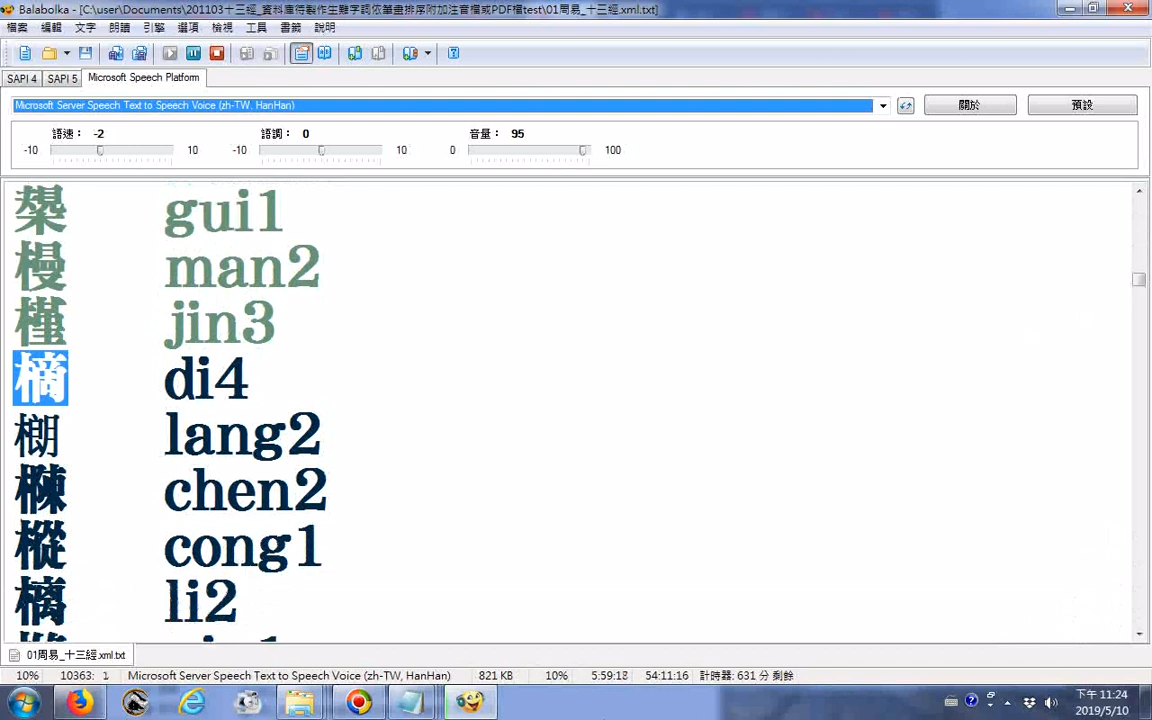 Balabolka - [C:\user\Documents\201103十三經_資料庫待製作生難字詞依筆畫排序附加注音檔或PDF檔test\01周易_十三經.xml.txt]
檔案 編輯 文字 朗讀 引擎 選項 檢視 工具 書籤 說明
SAPI 4 SAPI 5 Microsoft Speech Platform
Microsoft Server Speech Text to Speech Voice (zh-TW, HanHan) 關於 預設
語速： -2 語調： 0 音量： 95
-10 10 -10 10 0 100
槼 gui1
槾 man2
槿 jin3
樀 di4
樃 lang2
樄 chen2
樅 cong1
樆 li2
01周易_十三經.xml.txt
10% 10363: 1 Microsoft Server Speech Text to Speech Voice (zh-TW, HanHan) 821 KB 10% 5:59:18 54:11:16 計時器: 631 分 剩餘
下午 11:24
2019/5/10